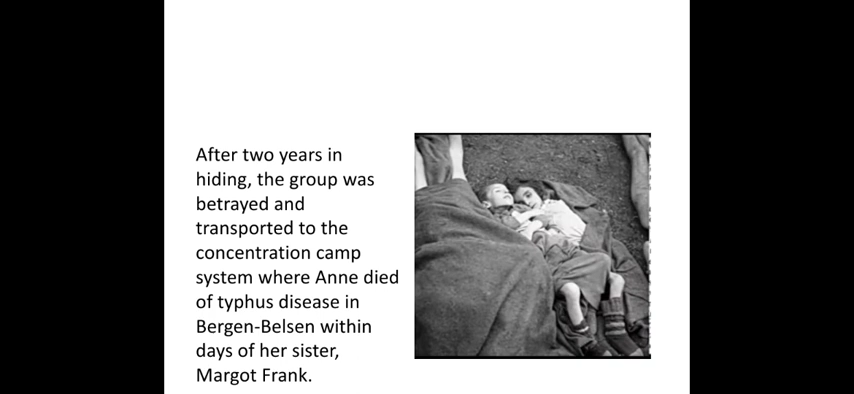 After two years in
hiding, the group was
betrayed and
transported to the
concentration camp
system where Anne died
of typhus disease in
Bergen-Belsen within
days of her sister,
Margot Frank.